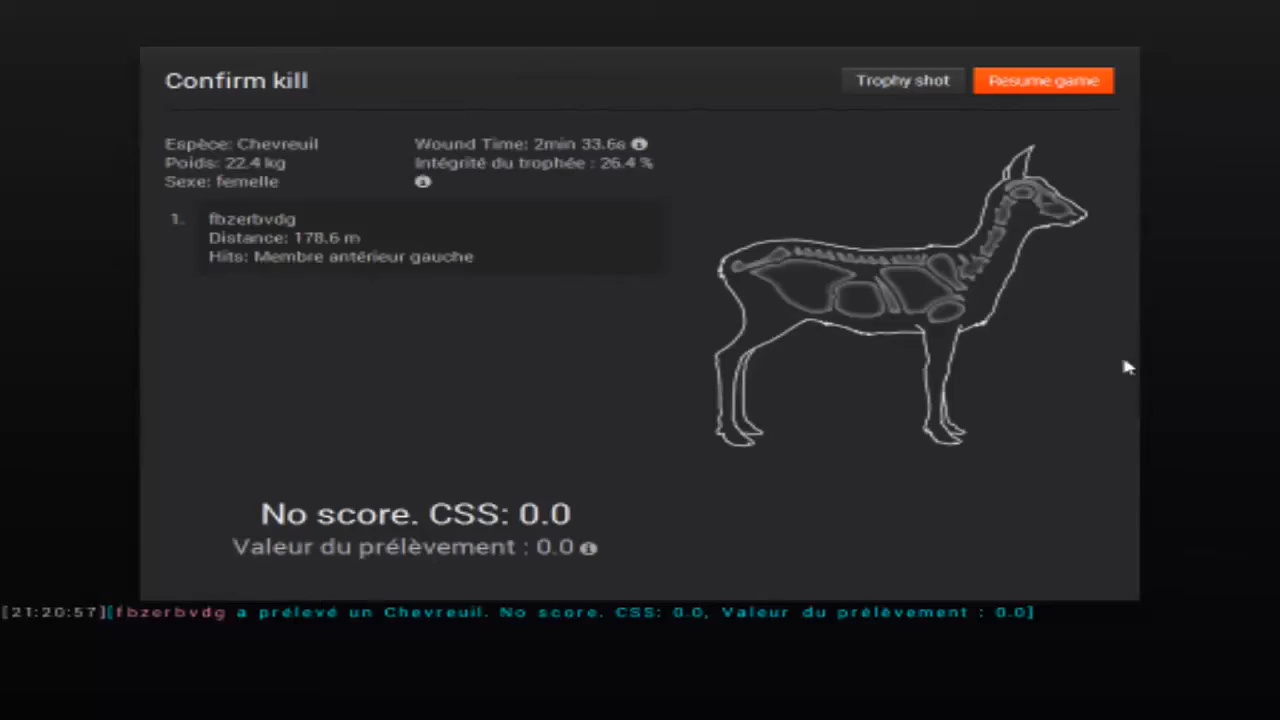 Confirm kill
Trophy shot
Resume game
Espèce: Chevreuil
Poids: 22.4 kg
Sexe: femelle
Wound Time: 2min 33.6s
Intégrité du trophée : 26.4 %
1. fbzerbvdg
Distance: 178.6 m
Hits: Membre antérieur gauche
No score. CSS: 0.0
Valeur du prélèvement : 0.0
[21:20:57][fbzerbvdg a prélevé un Chevreuil. No score. CSS: 0.0, Valeur du prélèvement : 0.0]